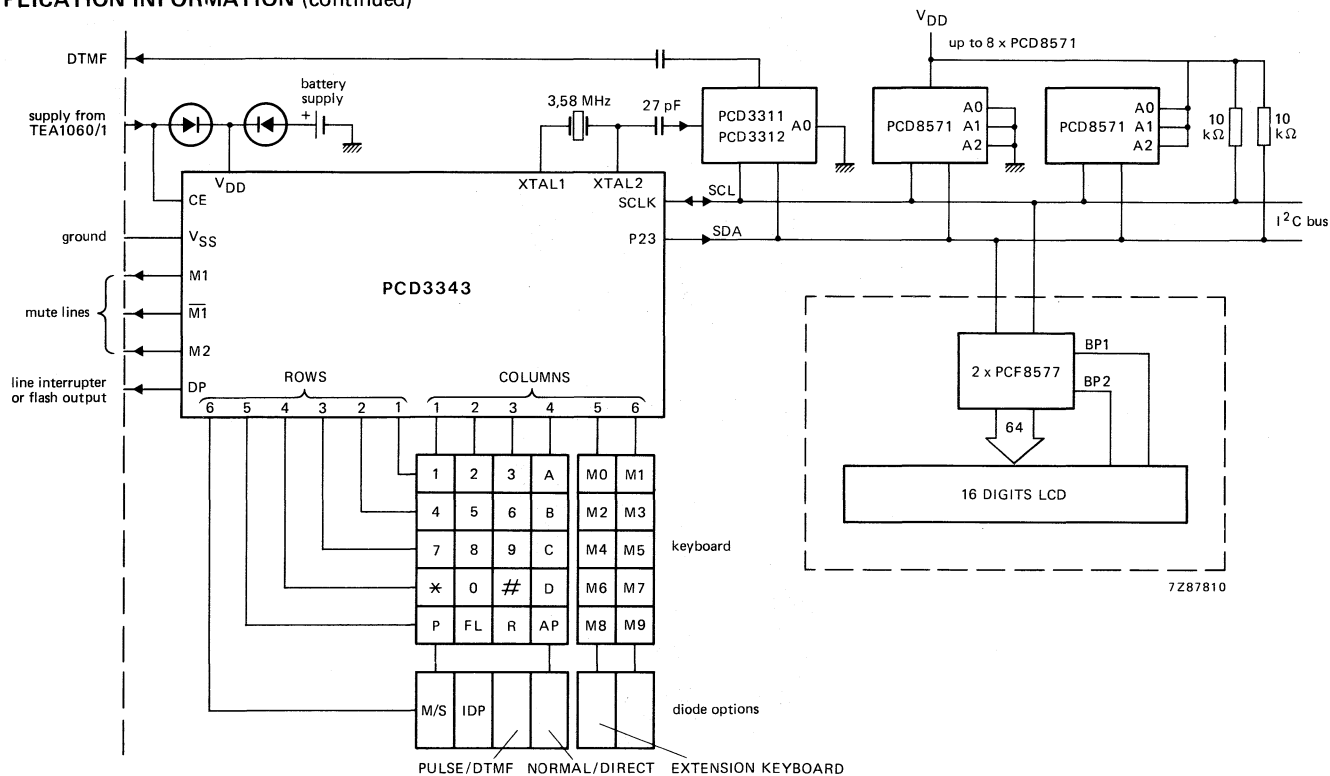 PLICATION INFORMATION (continued)
DTMF
supply from
TEA1060/1
battery
supply
+
3,58 MHz
27 pF
PCD3311
PCD3312
A0
V DD
up to 8 x PCD8571
PCD8571
A0
A1
A2
PCD8571
A0
A1
A2
10
kΩ
10
kΩ
V DD
XTAL1
XTAL2
CE
SCLK
SCL
I²C bus
ground
V SS
P23
SDA
M1
PCD3343
mute lines
M̅1̅
M2
line interrupter
or flash output
DP
ROWS
COLUMNS
6 5 4 3 2 1
1 2 3 4 5 6
1 2 3 A M0 M1
4 5 6 B M2 M3
7 8 9 C M4 M5
keyboard
* 0 # D M6 M7
P FL R AP M8 M9
M/S IDP
diode options
PULSE/DTMF NORMAL/DIRECT EXTENSION KEYBOARD
2 x PCF8577
BP1
BP2
64
16 DIGITS LCD
7Z87810